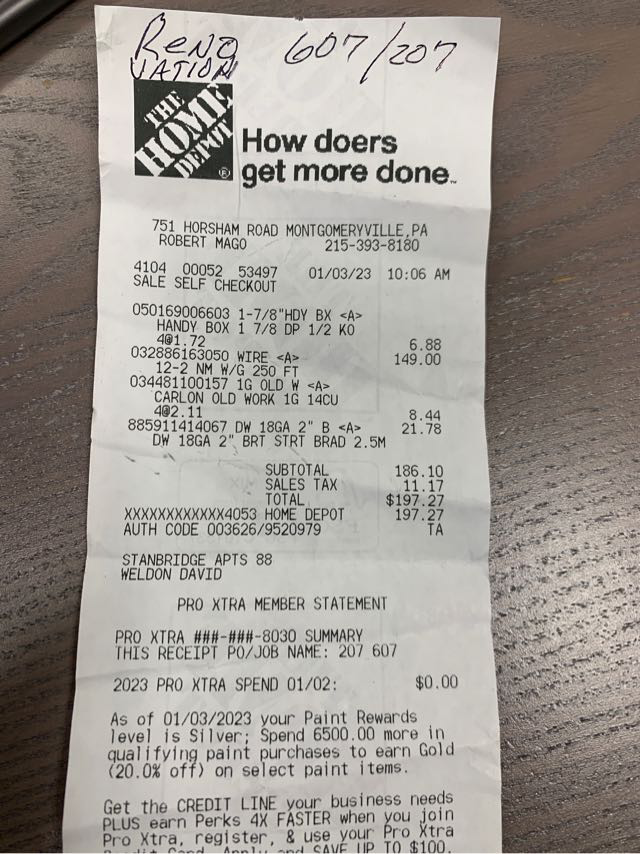 RENO 607/207
VATION
THE
HOME
DEPOT
®
How doers
get more done™
751 HORSHAM ROAD MONTGOMERYVILLE,PA
ROBERT MAGO 215-393-8180
4104 00052 53497 01/03/23 10:06 AM
SALE SELF CHECKOUT
050169006603 1-7/8"HDY BX <A>
HANDY BOX 1 7/8 DP 1/2 KO
4@1.72 6.88
032886163050 WIRE <A> 149.00
12-2 NM W/G 250 FT
034481100157 1G OLD W <A>
CARLON OLD WORK 1G 14CU
4@2.11 8.44
885911414067 DW 18GA 2" B <A> 21.78
DW 18GA 2" BRT STRT BRAD 2.5M
SUBTOTAL 186.10
SALES TAX 11.17
TOTAL $197.27
XXXXXXXXXXXX4053 HOME DEPOT 197.27
AUTH CODE 003626/9520979 TA
STANBRIDGE APTS 88
WELDON DAVID
PRO XTRA MEMBER STATEMENT
PRO XTRA ###-###-8030 SUMMARY
THIS RECEIPT PO/JOB NAME: 207 607
2023 PRO XTRA SPEND 01/02: $0.00
As of 01/03/2023 your Paint Rewards
level is Silver; Spend 6500.00 more in
qualifying paint purchases to earn Gold
(20.0% off) on select paint items.
Get the CREDIT LINE your business needs
PLUS earn Perks 4X FASTER when you join
Pro Xtra, register, & use your Pro Xtra
Credit Card. Apply and SAVE UP TO $100.